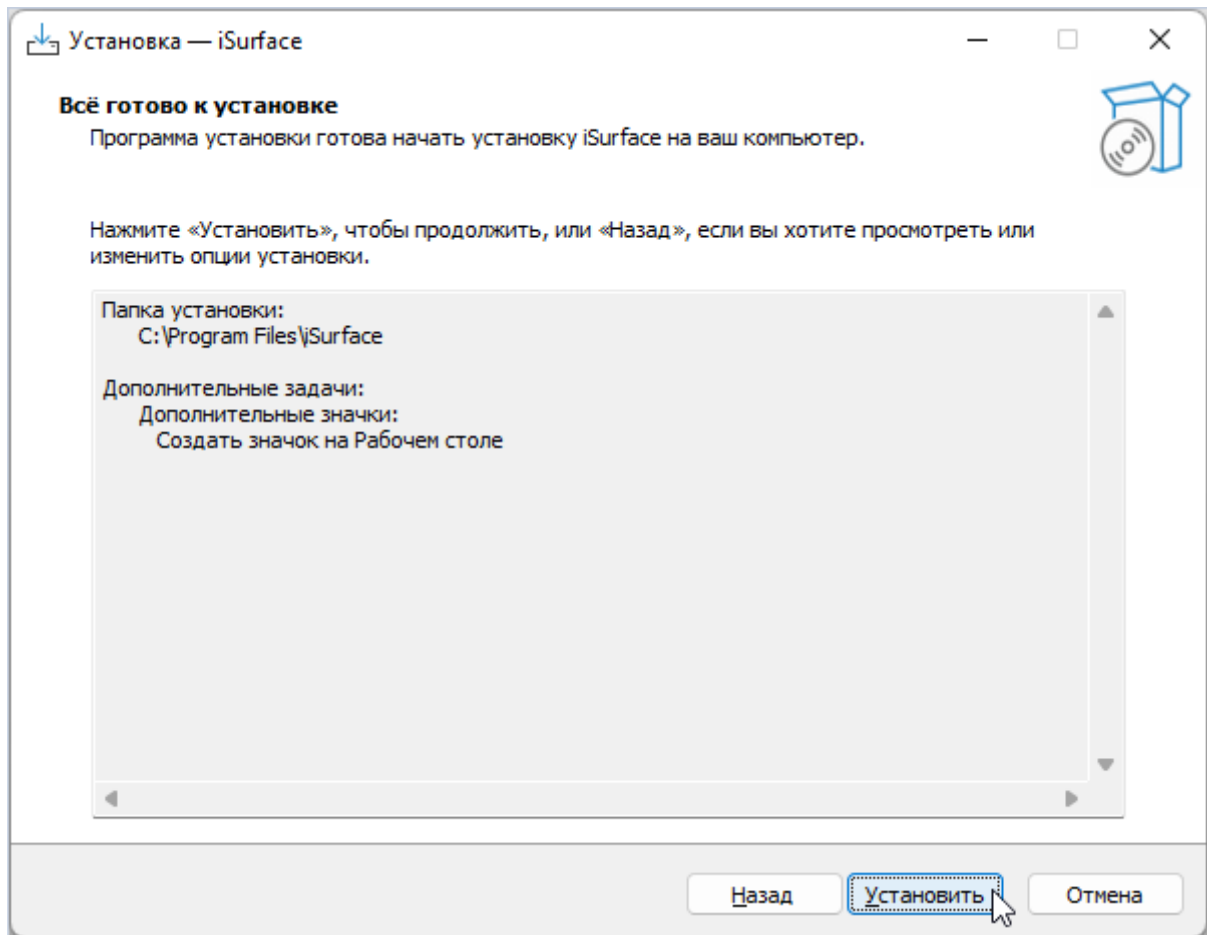 Установка — iSurface
Всё готово к установке
Программа установки готова начать установку iSurface на ваш компьютер.
Нажмите «Установить», чтобы продолжить, или «Назад», если вы хотите просмотреть или
изменить опции установки.
Папка установки:
C:\Program Files\iSurface
Дополнительные задачи:
Дополнительные значки:
Создать значок на Рабочем столе
Назад
Установить
Отмена